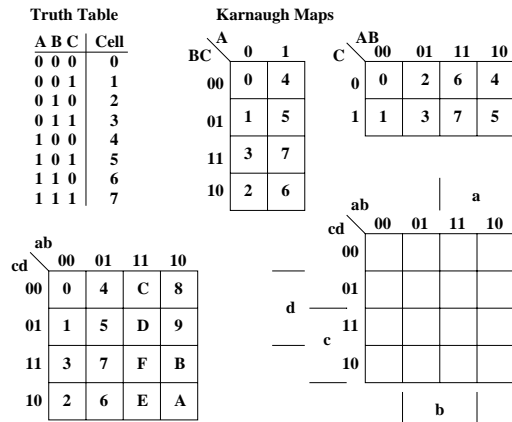 Truth Table
A B C Cell
0 0 0 0
0 0 1 1
0 1 0 2
0 1 1 3
1 0 0 4
1 0 1 5
1 1 0 6
1 1 1 7
Karnaugh Maps
A
BC 0 1
00 0 4
01 1 5
11 3 7
10 2 6
AB
C 00 01 11 10
0 0 2 6 4
1 1 3 7 5
ab
cd 00 01 11 10
00 0 4 C 8
01 1 5 D 9
11 3 7 F B
10 2 6 E A
a
ab
cd 00 01 11 10
00
01
d
11
c
10
b